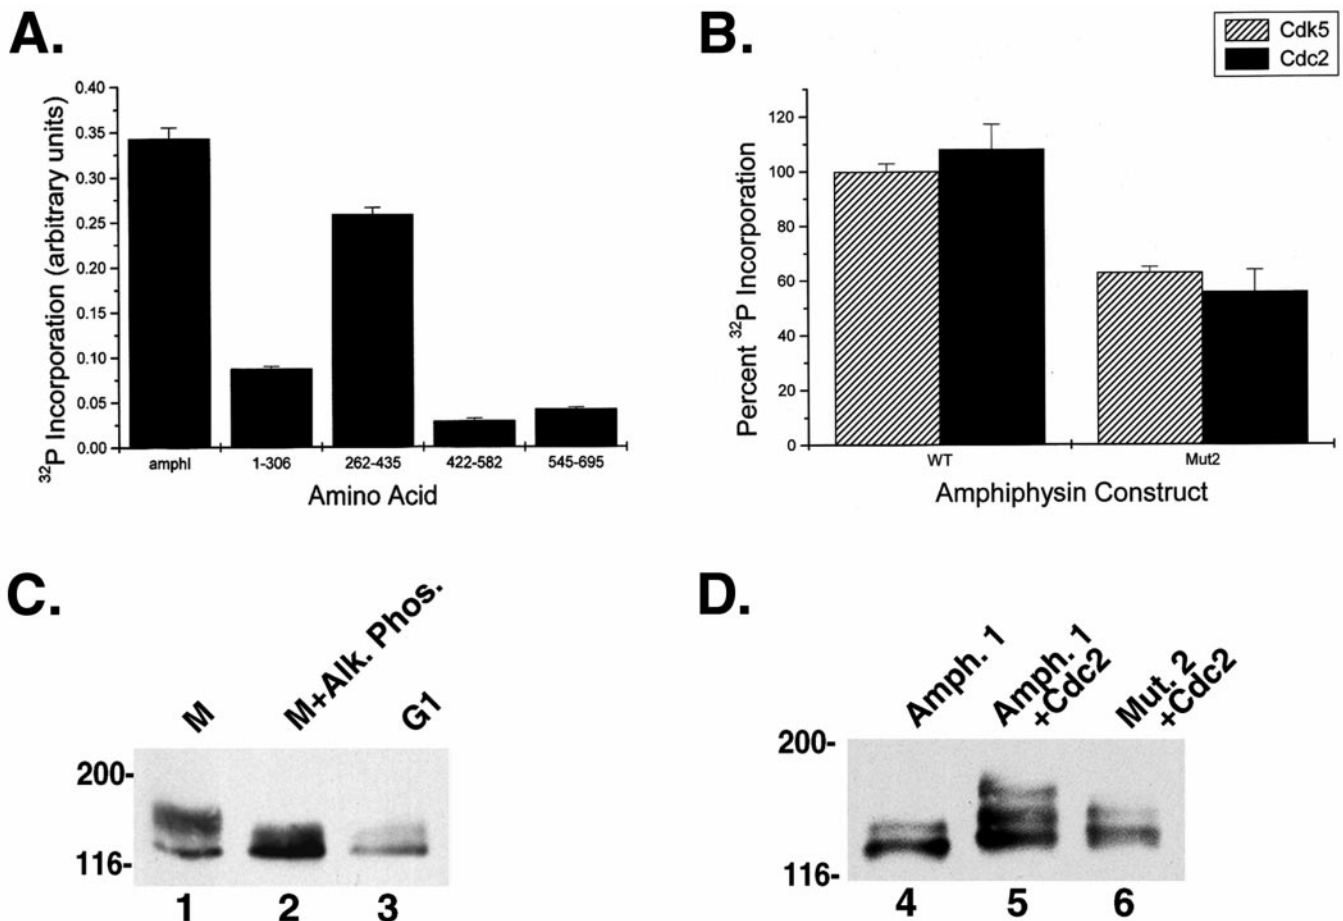 A.
0.40
0.35
0.30
0.25
0.20
0.15
0.10
0.05
0.00
32P Incorporation (arbitrary units)
amphI
1-306
262-435
422-582
545-695
Amino Acid
B.
Cdk5
Cdc2
120
100
80
60
40
20
0
Percent 32P Incorporation
WT
Mut2
Amphiphysin Construct
C.
M
M+Alk. Phos.
G1
200-
116-
1
2
3
D.
Amph. 1
Amph. 1
+Cdc2
Mut. 2
+Cdc2
200-
116-
4
5
6